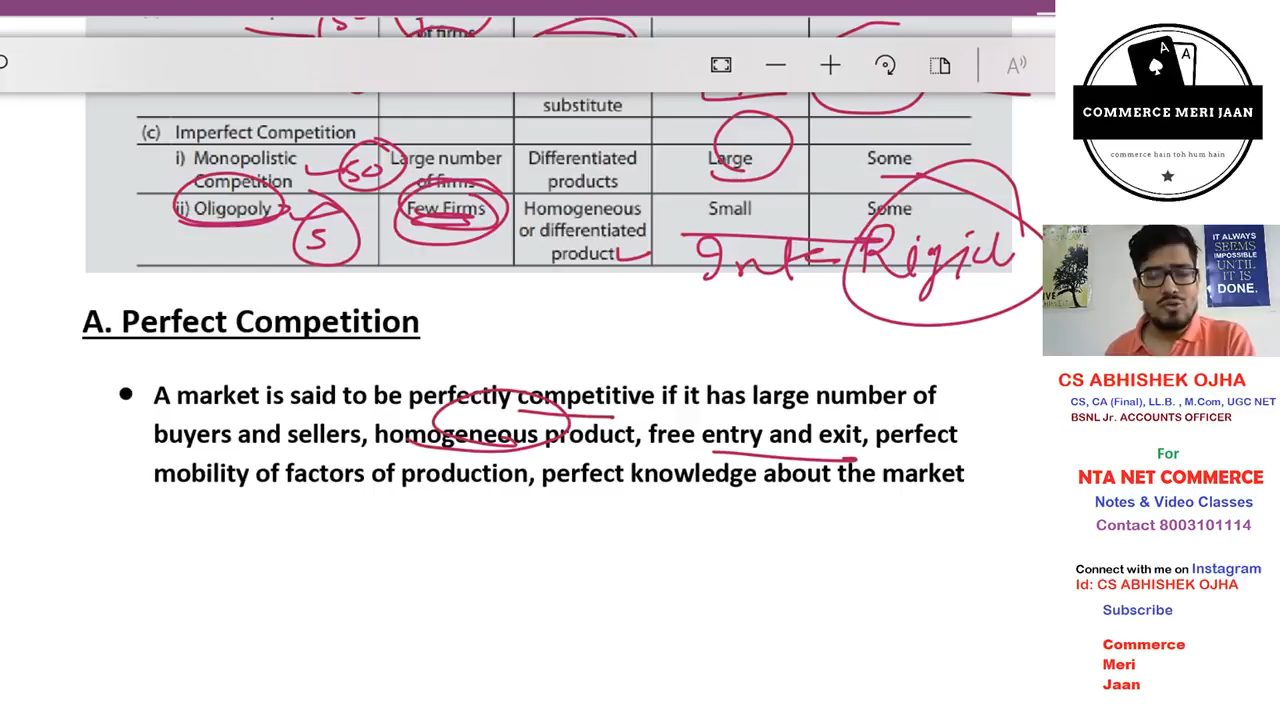 of firms
substitute
(c) Imperfect Competition
i) Monopolistic Competition
50
Large number of firms
Differentiated products
Large
Some
ii) Oligopoly
5
Few Firms
Homogeneous or differentiated product
Small
Some
Rigid
A. Perfect Competition
• A market is said to be perfectly competitive if it has large number of
buyers and sellers, homogeneous product, free entry and exit, perfect
mobility of factors of production, perfect knowledge about the market
A
A
COMMERCE MERI JAAN
commerce hain toh hum hain
IT ALWAYS
SEEMS
IMPOSSIBLE
UNTIL
IT IS
DONE.
CS ABHISHEK OJHA
CS, CA (Final), LL.B. , M.Com, UGC NET
BSNL Jr. ACCOUNTS OFFICER
For
NTA NET COMMERCE
Notes & Video Classes
Contact 8003101114
Connect with me on Instagram
Id: CS ABHISHEK OJHA
Subscribe
Commerce
Meri
Jaan